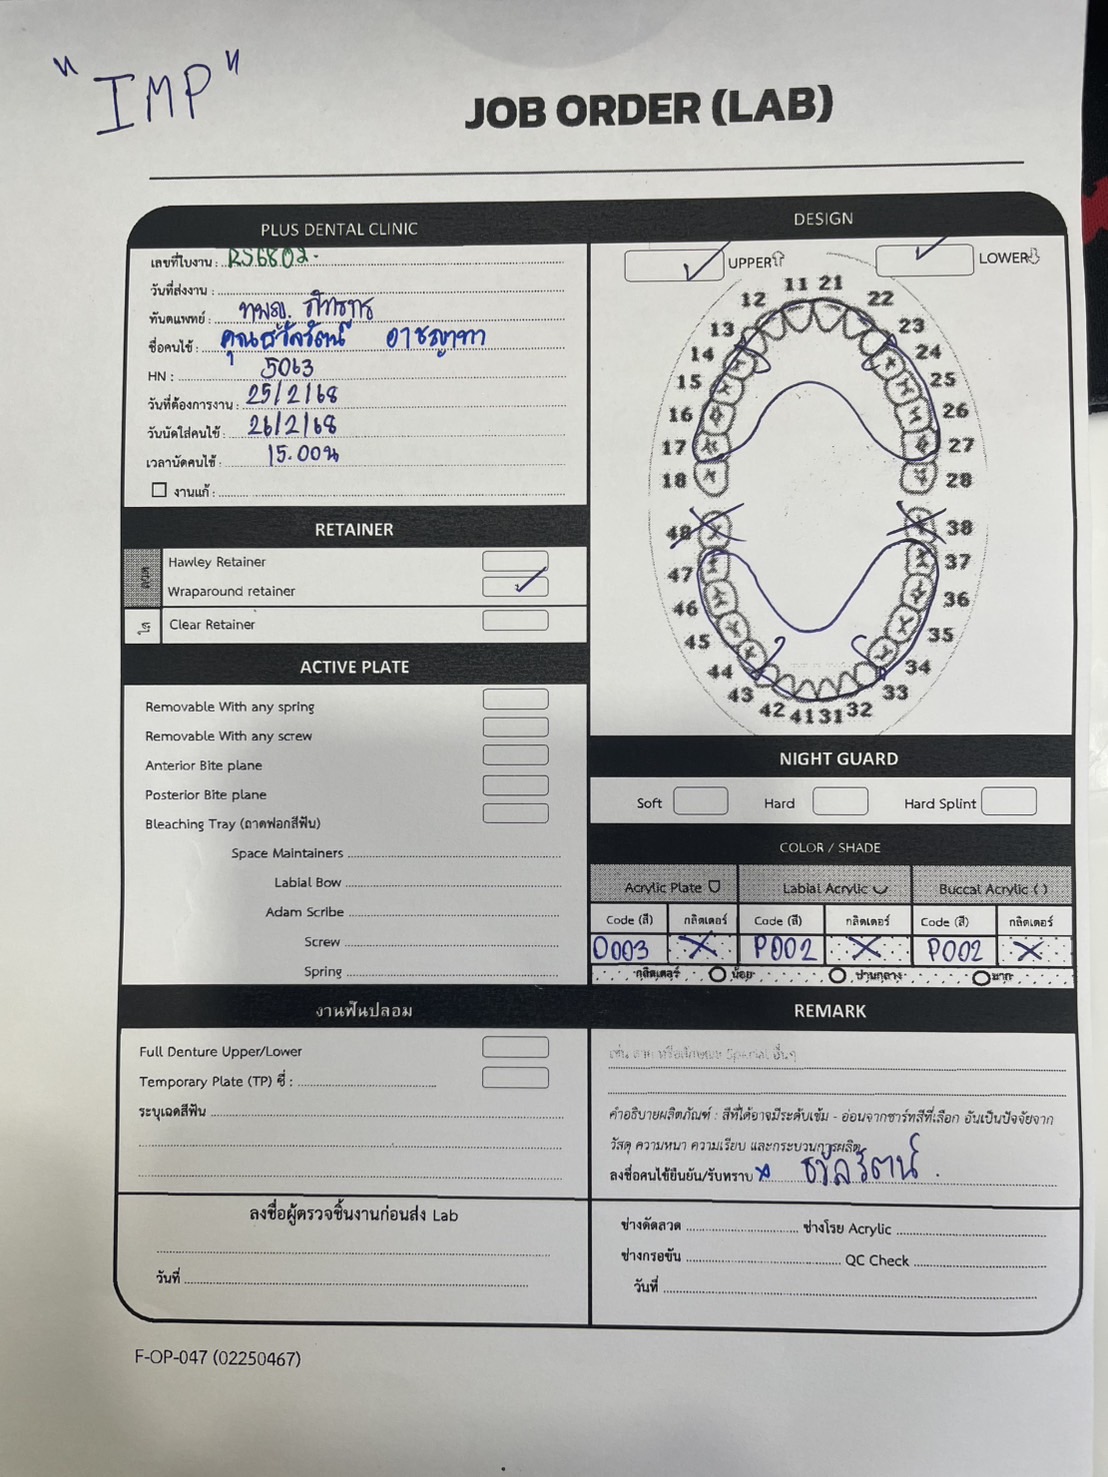 "IMP"
JOB ORDER (LAB)
PLUS DENTAL CLINIC
เลขที่ใบงาน : RS6802-
วันที่ส่งงาน :
ทันตแพทย์ : ทพญ.
ชื่อคนไข้ : คุณธวัลรัตน์
HN : 5063
วันที่ต้องการงาน : 25/2/68
วันนัดใส่คนไข้ : 26/2/68
เวลานัดคนไข้ : 15.00น
งานแก้ :
DESIGN
UPPER
LOWER
11 21
12 22
13 23
14 24
15 25
16 26
17 27
18 28
48 38
47 37
46 36
45 35
44 34
43 33
42 41 31 32
RETAINER
Hawley Retainer
Wraparound retainer
ใส
Clear Retainer
ACTIVE PLATE
Removable With any spring
Removable With any screw
Anterior Bite plane
Posterior Bite plane
Bleaching Tray (ถาดฟอกสีฟัน)
Space Maintainers
Labial Bow
Adam Scribe
Screw
Spring
NIGHT GUARD
Soft Hard Hard Splint
COLOR / SHADE
Acrylic Plate Labial Acrylic Buccal Acrylic ( )
Code (สี) กลิตเตอร์ Code (สี) กลิตเตอร์ Code (สี) กลิตเตอร์
0003 X P002 X P002 X
กลิตเตอร์ น้อย ปานกลาง มาก
งานฟันปลอม
Full Denture Upper/Lower
Temporary Plate (TP) ซี่ :
ระบุเฉดสีฟัน
REMARK
เช่น ลาย หรือลักษณะ Special อื่นๆ
คำอธิบายผลิตภัณฑ์ : สีที่ได้อาจมีระดับเข้ม - อ่อนจากชาร์ทสีที่เลือก อันเป็นปัจจัยจาก
วัสดุ ความหนา ความเรียบ และกระบวนการผลิต
ลงชื่อคนไข้ยืนยัน/รับทราบ x ธวัลรัตน์
ลงชื่อผู้ตรวจชิ้นงานก่อนส่ง Lab
วันที่
ช่างดัดลวด ช่างโรย Acrylic
ช่างกรอขัน QC Check
วันที่
F-OP-047 (02250467)